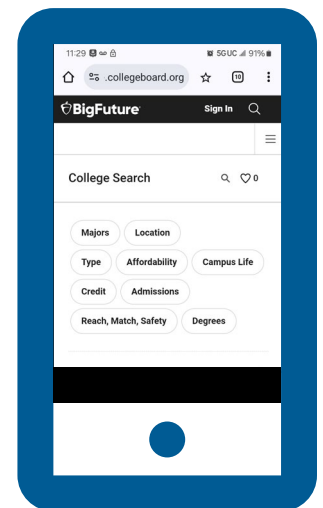 11:29 5GUC 91%
.collegeboard.org 10
BigFuture Sign In
College Search 0
Majors Location
Type Affordability Campus Life
Credit Admissions
Reach, Match, Safety Degrees